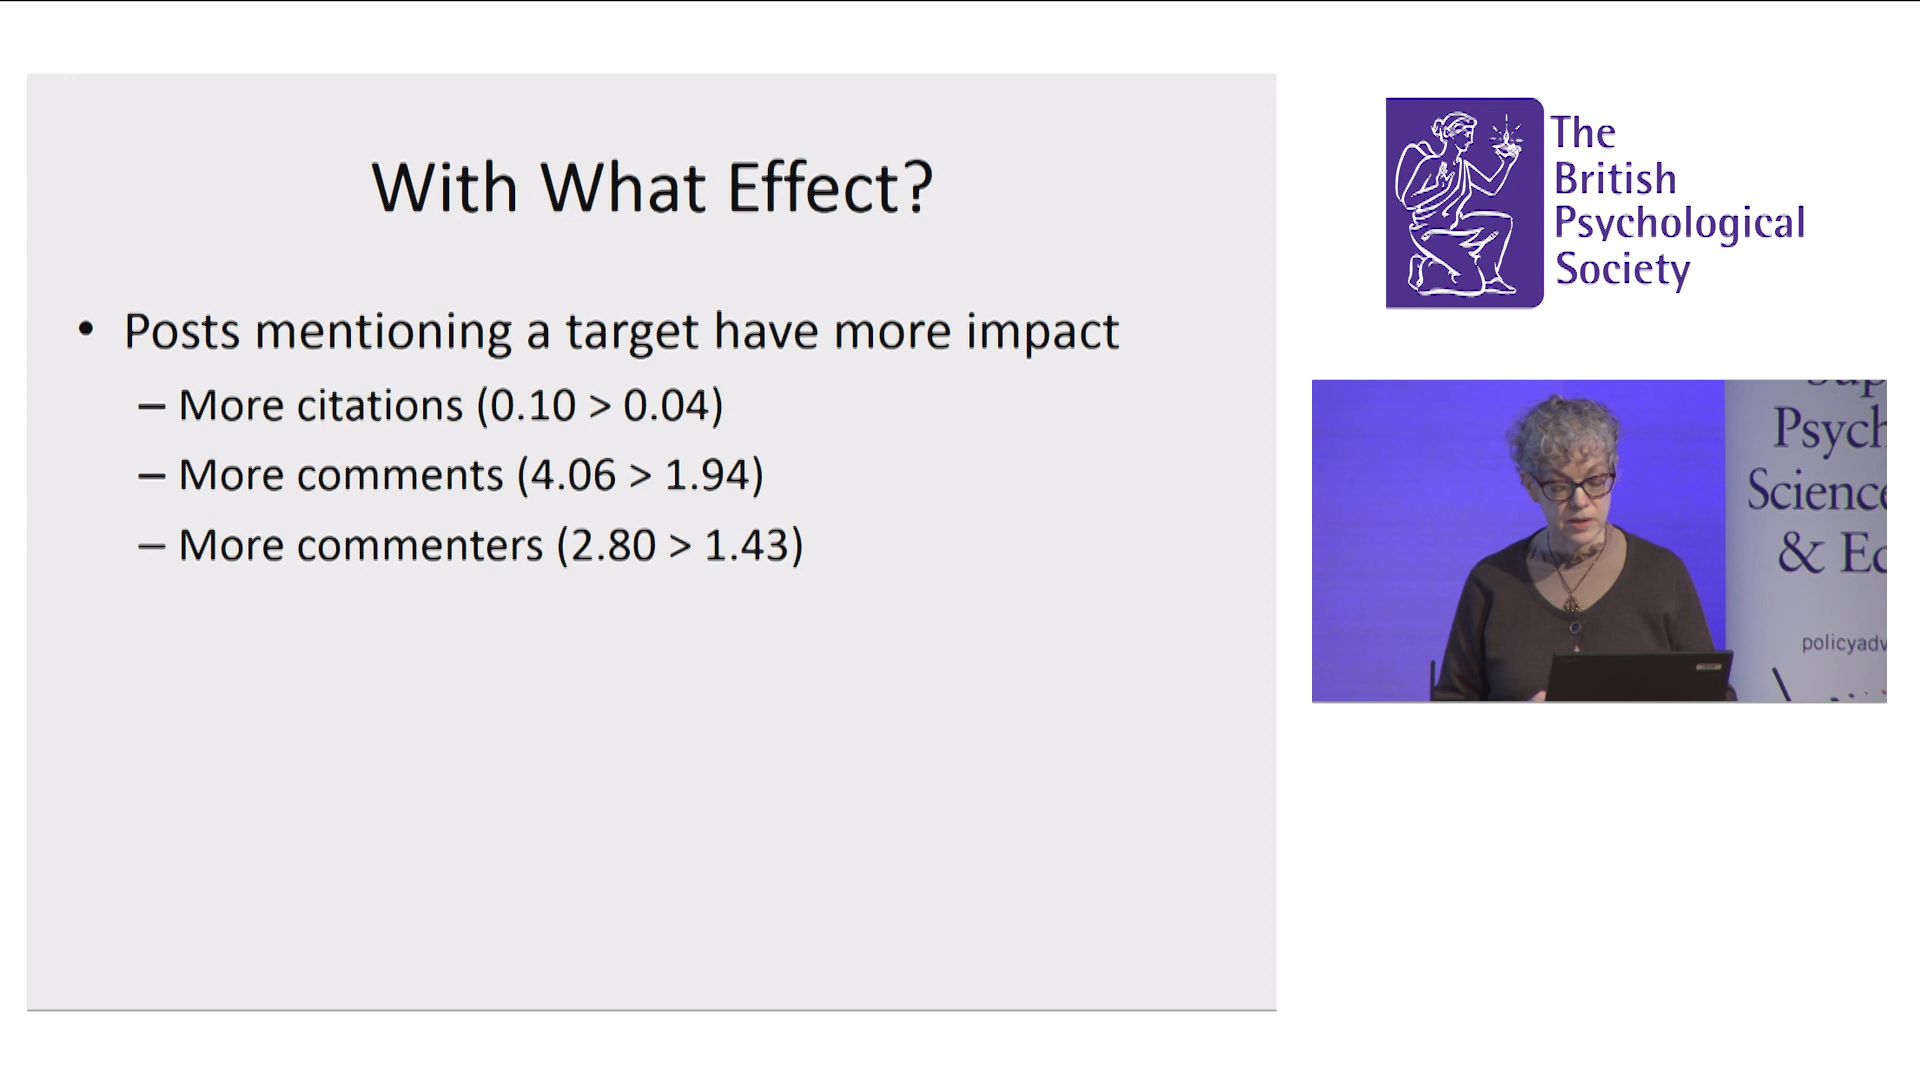 With What Effect?
• Posts mentioning a target have more impact
– More citations (0.10 > 0.04)
– More comments (4.06 > 1.94)
– More commenters (2.80 > 1.43)
The
British
Psychological
Society
Psych
Science
& Ed
policyadv